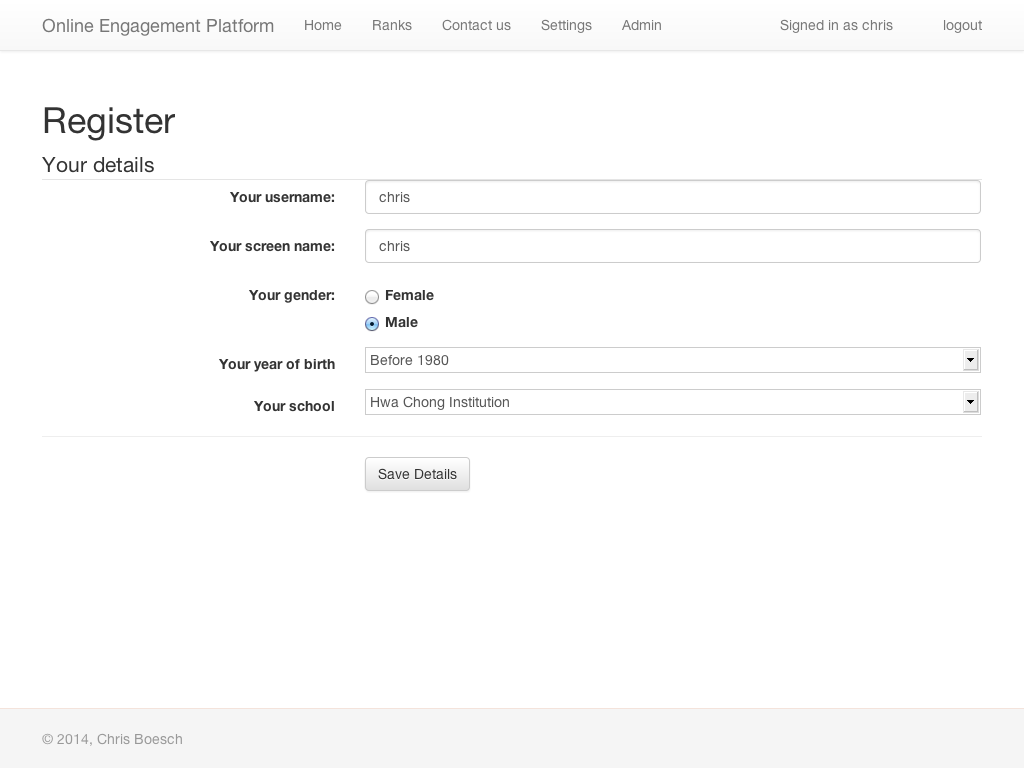 Online Engagement Platform Home Ranks Contact us Settings Admin Signed in as chris logout
Register
Your details
Your username: chris
Your screen name: chris
Your gender: Female
Male
Your year of birth Before 1980
Your school Hwa Chong Institution
Save Details
© 2014, Chris Boesch